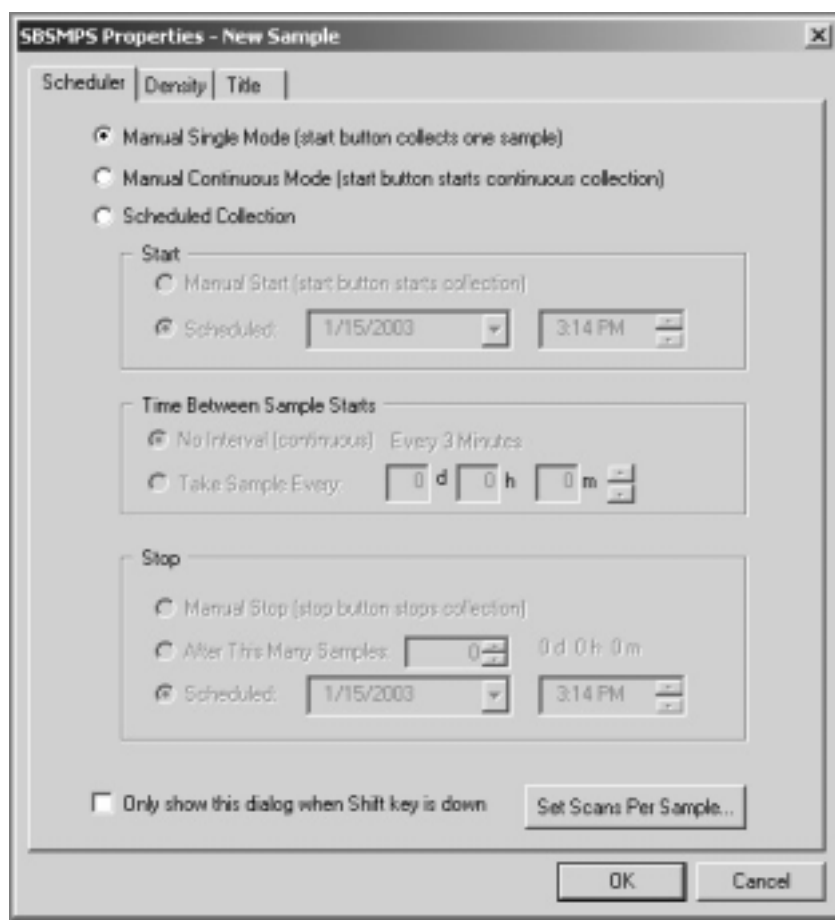 SBSMPS Properties - New Sample
Scheduler Density Title
Manual Single Mode (start button collects one sample)
Manual Continuous Mode (start button starts continuous collection)
Scheduled Collection
Start
Manual Start (start button starts collection)
Scheduled: 1/15/2003 3:14 PM
Time Between Sample Starts
No Interval (continuous) Every 3 Minutes
Take Sample Every: 0 d 0 h 0 m
Stop
Manual Stop (stop button stops collection)
After This Many Samples: 0 0 d 0 h 0 m
Scheduled: 1/15/2003 3:14 PM
Only show this dialog when Shift key is down Set Scans Per Sample...
OK Cancel